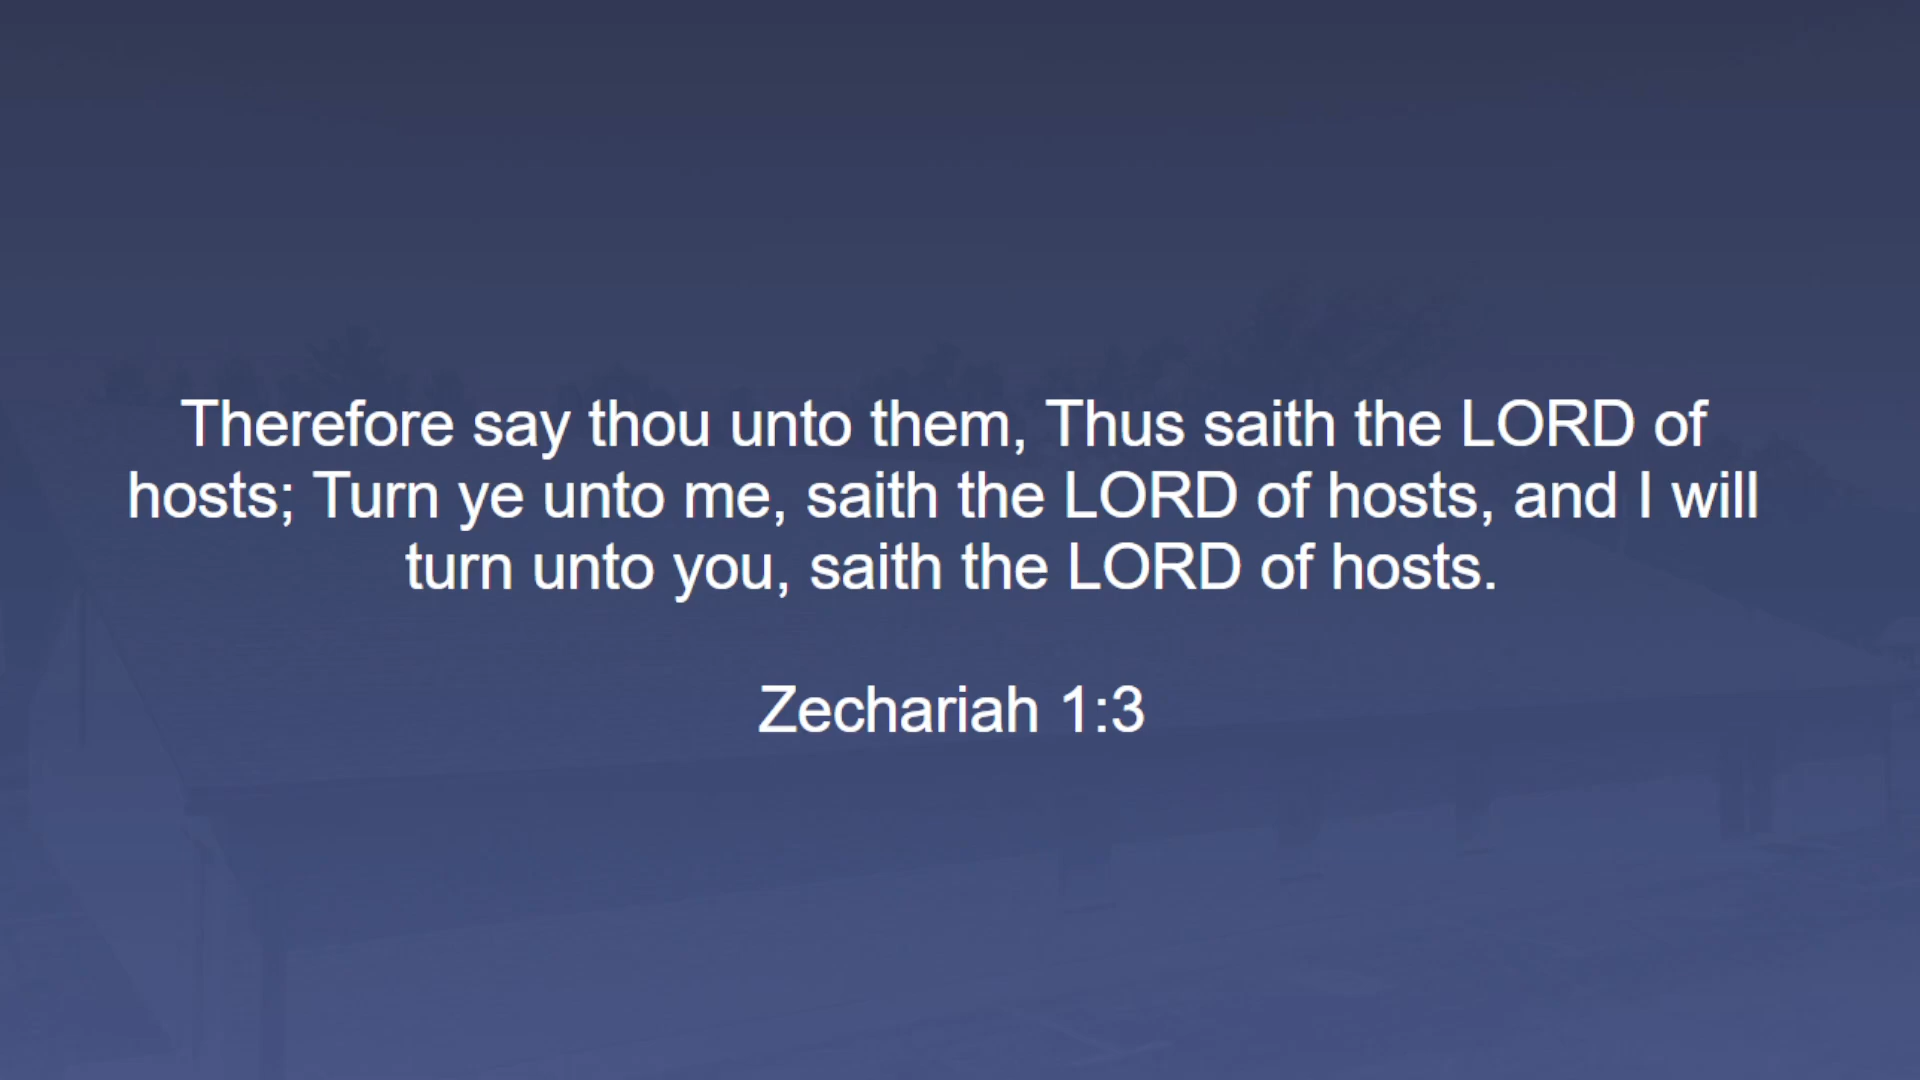 Therefore say thou unto them, Thus saith the LORD of
hosts; Turn ye unto me, saith the LORD of hosts, and I will
turn unto you, saith the LORD of hosts.
Zechariah 1:3